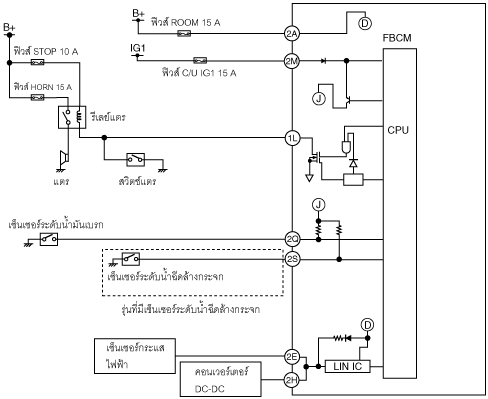 B+
ฟิวส์ ROOM 15 A
D
B+
2A
FBCM
ฟิวส์ STOP 10 A
IG1
2M
ฟิวส์ C/U IG1 15 A
ฟิวส์ HORN 15 A
J
รีเลย์แตร
1L
CPU
แตร
สวิตช์แตร
J
เซ็นเซอร์ระดับน้ำมันเบรก
2Q
2S
เซ็นเซอร์ระดับน้ำฉีดล้างกระจก
รุ่นที่มีเซ็นเซอร์ระดับน้ำฉีดล้างกระจก
D
เซ็นเซอร์กระแส
ไฟฟ้า
2E
LIN IC
คอนเวอร์เตอร์
DC-DC
2H